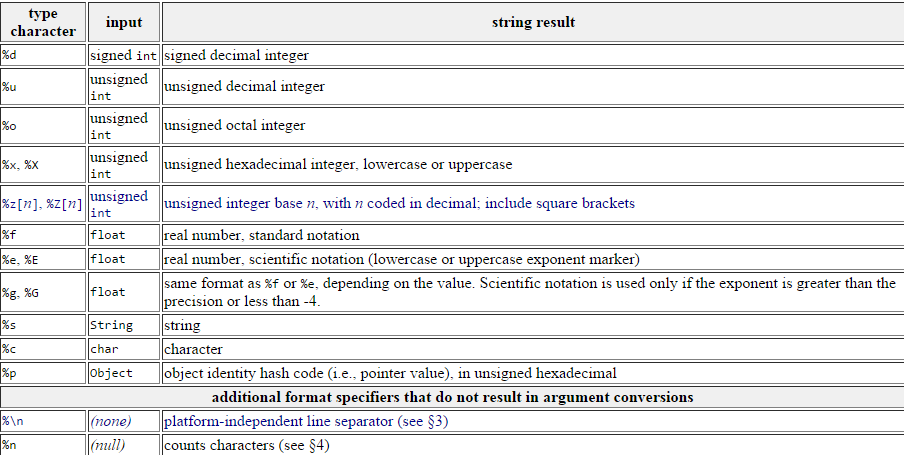 type character input string result
%d signed int signed decimal integer
%u unsigned int unsigned decimal integer
%o unsigned int unsigned octal integer
%x, %X unsigned int unsigned hexadecimal integer, lowercase or uppercase
%z[n], %Z[n] unsigned int unsigned integer base n, with n coded in decimal; include square brackets
%f float real number, standard notation
%e, %E float real number, scientific notation (lowercase or uppercase exponent marker)
%g, %G float same format as %f or %e, depending on the value. Scientific notation is used only if the exponent is greater than the
precision or less than -4.
%s String string
%c char character
%p Object object identity hash code (i.e., pointer value), in unsigned hexadecimal
additional format specifiers that do not result in argument conversions
%\n (none) platform-independent line separator (see §3)
%n (null) counts characters (see §4)